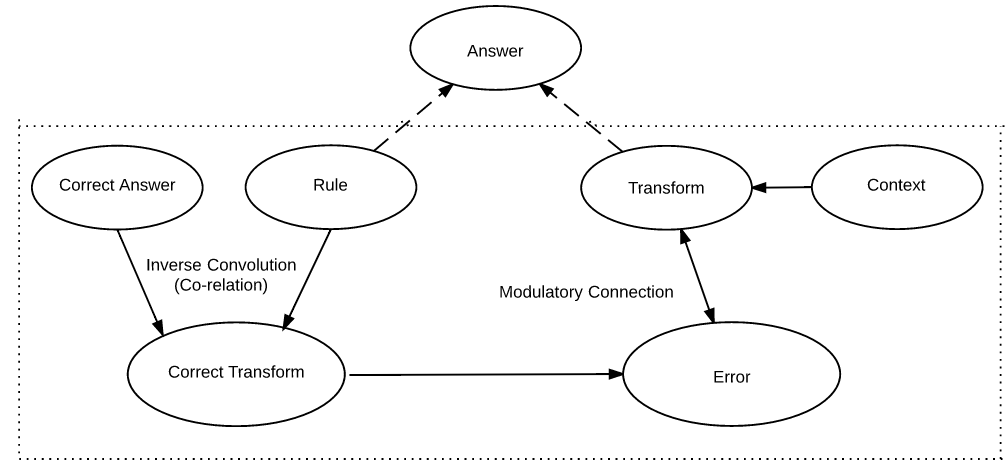 Answer
Correct Answer
Rule
Transform
Context
Inverse Convolution
(Co-relation)
Modulatory Connection
Correct Transform
Error